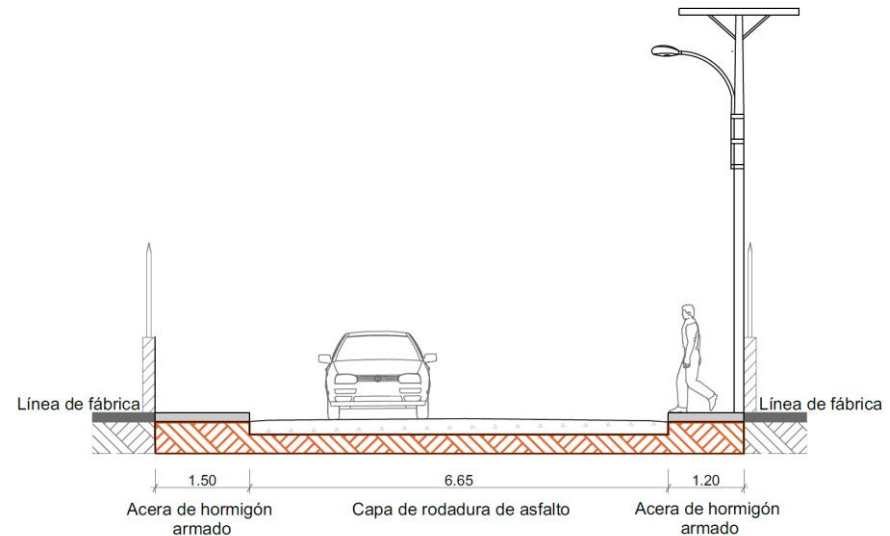 Línea de fábrica
Línea de fábrica
1.50
6.65
1.20
Acera de hormigón
armado
Capa de rodadura de asfalto
Acera de hormigón
armado